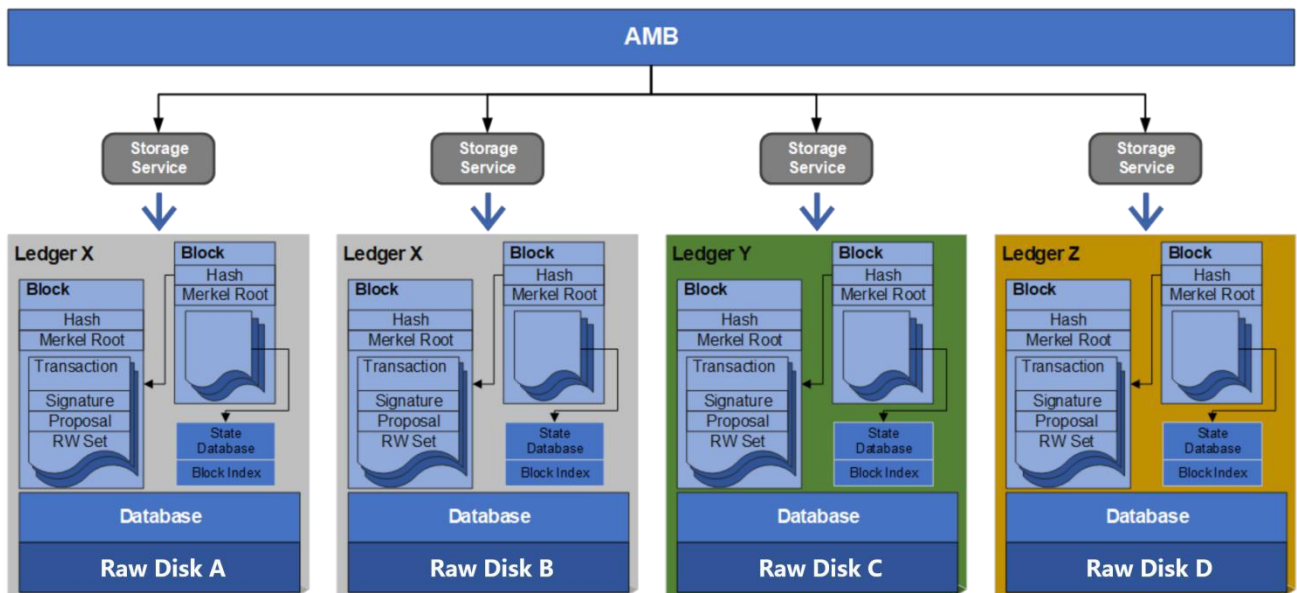 AMB
Storage
Service
Storage
Service
Storage
Service
Storage
Service
Ledger X
Block
Hash
Merkel Root
Block
Hash
Merkel Root
Transaction
Signature
Proposal
RW Set
State
Database
Block Index
Database
Raw Disk A
Ledger X
Block
Hash
Merkel Root
Block
Hash
Merkel Root
Transaction
Signature
Proposal
RW Set
State
Database
Block Index
Database
Raw Disk B
Ledger Y
Block
Hash
Merkel Root
Block
Hash
Merkel Root
Transaction
Signature
Proposal
RW Set
State
Database
Block Index
Database
Raw Disk C
Ledger Z
Block
Hash
Merkel Root
Block
Hash
Merkel Root
Transaction
Signature
Proposal
RW Set
State
Database
Block Index
Database
Raw Disk D